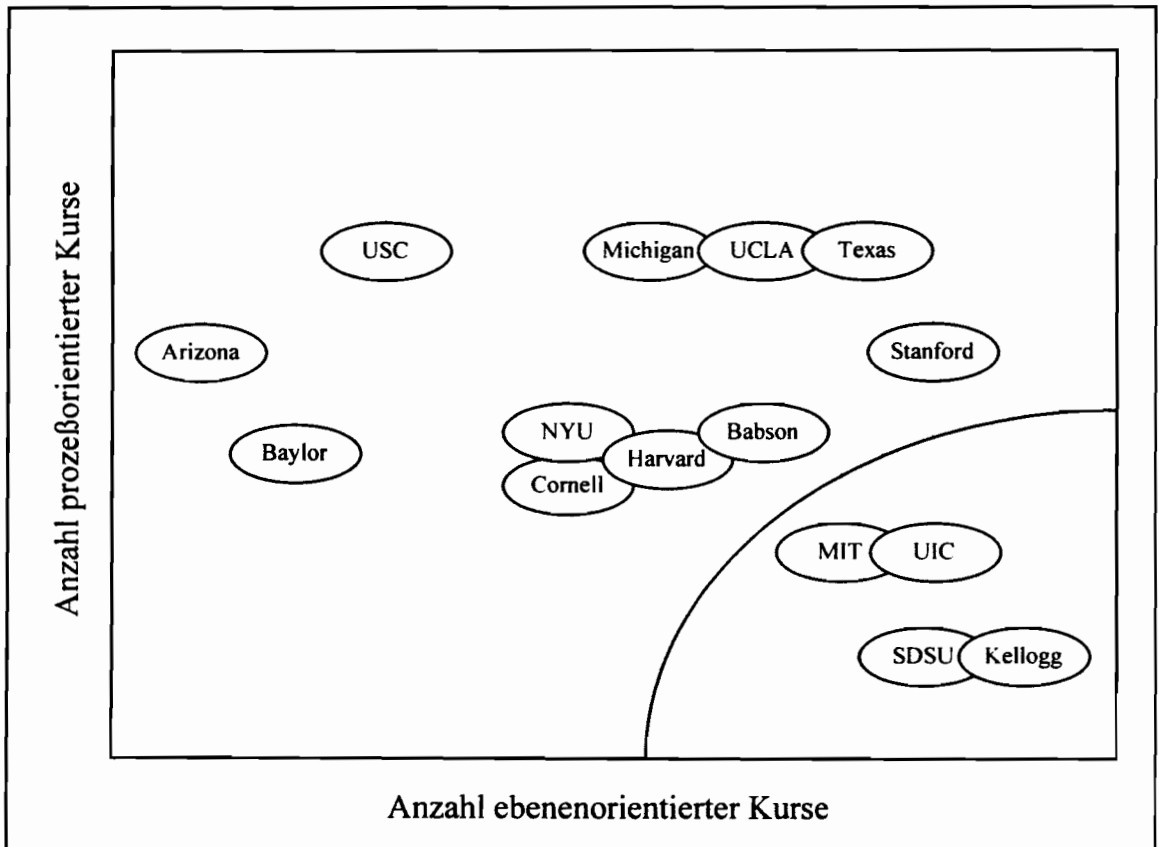 Anzahl prozeßorientierter Kurse
USC
Michigan
UCLA
Texas
Arizona
Stanford
NYU
Babson
Baylor
Harvard
Cornell
MIT
UIC
SDSU
Kellogg
Anzahl ebenenorientierter Kurse